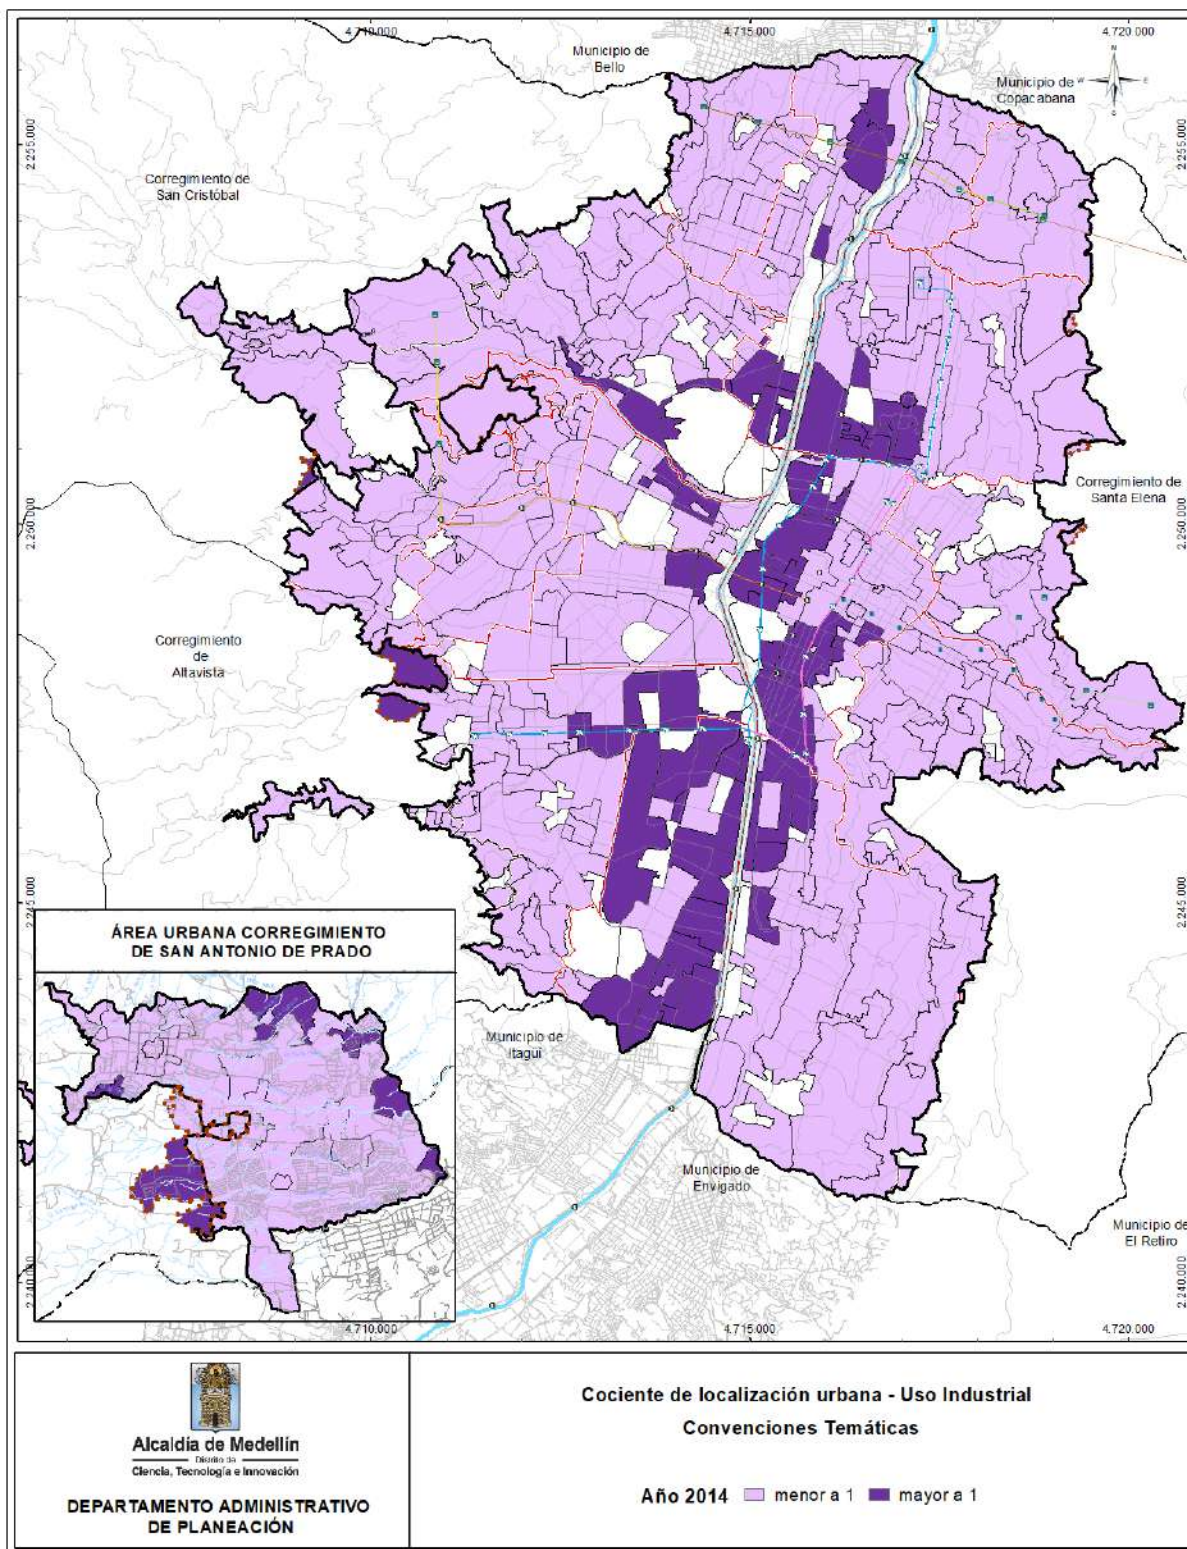 4.710.000
4.715.000
4.720.000
Municipio de
Bello
Municipio de
Copacabana
N
W
E
2.255.000
2.255.000
Corregimiento de
San Cristóbal
Corregimiento de
Santa Elena
2.250.000
2.250.000
Corregimiento
de
Altavista
2.245.000
2.245.000
ÁREA URBANA CORREGIMIENTO
DE SAN ANTONIO DE PRADO
Municipio de
Itagui
Municipio de
Envigado
Municipio de
El Retiro
2.240.000
2.240.000
4.710.000
4.715.000
4.720.000
Alcaldía de Medellín
Distrito de
Ciencia, Tecnología e Innovación
DEPARTAMENTO ADMINISTRATIVO
DE PLANEACIÓN
Cociente de localización urbana - Uso Industrial
Convenciones Temáticas
Año 2014 menor a 1 mayor a 1